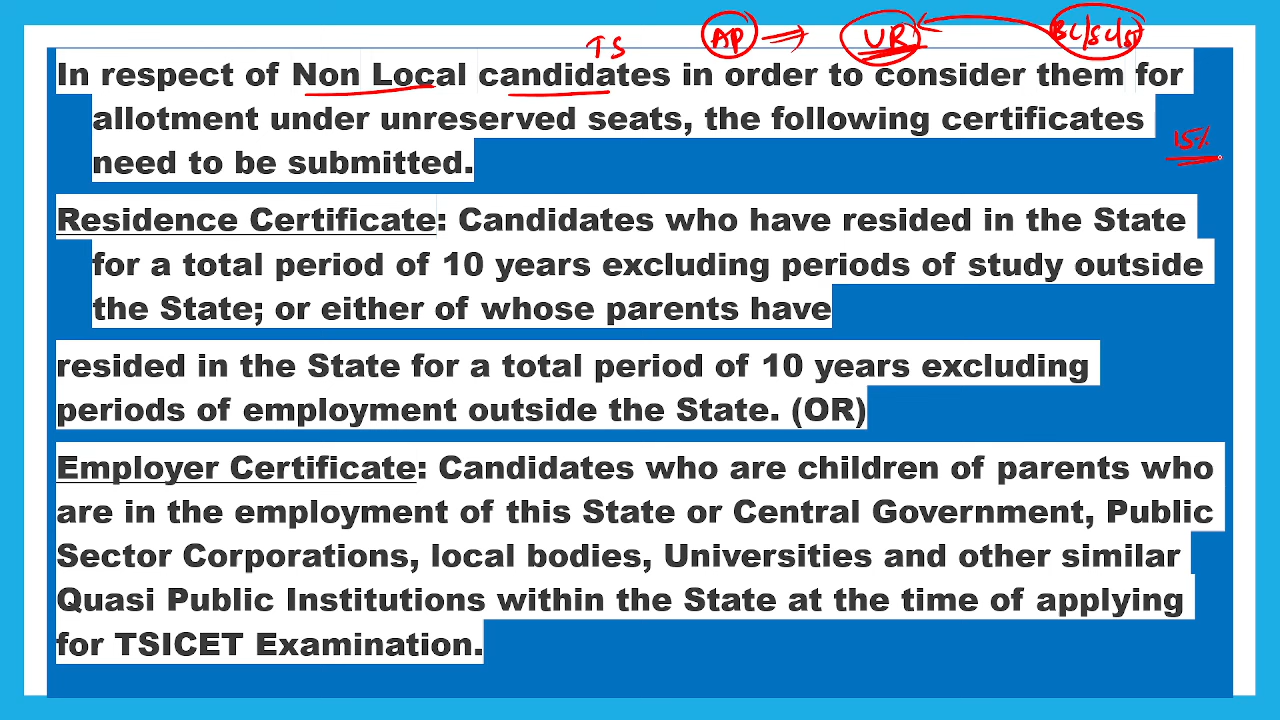 AP ⇒ UR BC/SC/ST
TS
In respect of Non Local candidates in order to consider them for
allotment under unreserved seats, the following certificates
need to be submitted.
15%
Residence Certificate: Candidates who have resided in the State
for a total period of 10 years excluding periods of study outside
the State; or either of whose parents have
resided in the State for a total period of 10 years excluding
periods of employment outside the State. (OR)
Employer Certificate: Candidates who are children of parents who
are in the employment of this State or Central Government, Public
Sector Corporations, local bodies, Universities and other similar
Quasi Public Institutions within the State at the time of applying
for TSICET Examination.